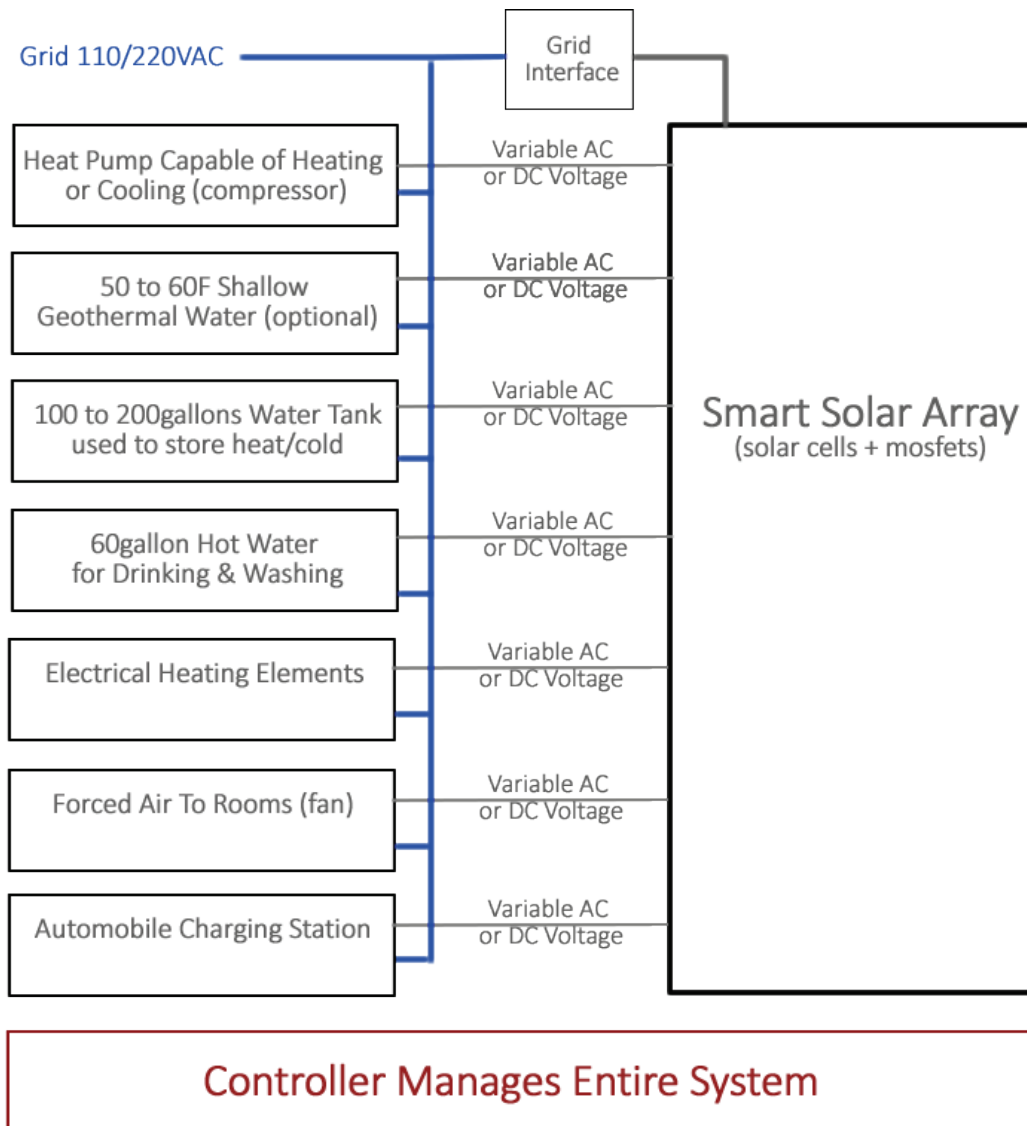 Grid 110/220VAC
Grid
Interface
Heat Pump Capable of Heating
or Cooling (compressor)
Variable AC
or DC Voltage
50 to 60F Shallow
Geothermal Water (optional)
Variable AC
or DC Voltage
100 to 200gallons Water Tank
used to store heat/cold
Variable AC
or DC Voltage
60gallon Hot Water
for Drinking & Washing
Variable AC
or DC Voltage
Electrical Heating Elements
Variable AC
or DC Voltage
Forced Air To Rooms (fan)
Variable AC
or DC Voltage
Automobile Charging Station
Variable AC
or DC Voltage
Smart Solar Array
(solar cells + mosfets)
Controller Manages Entire System